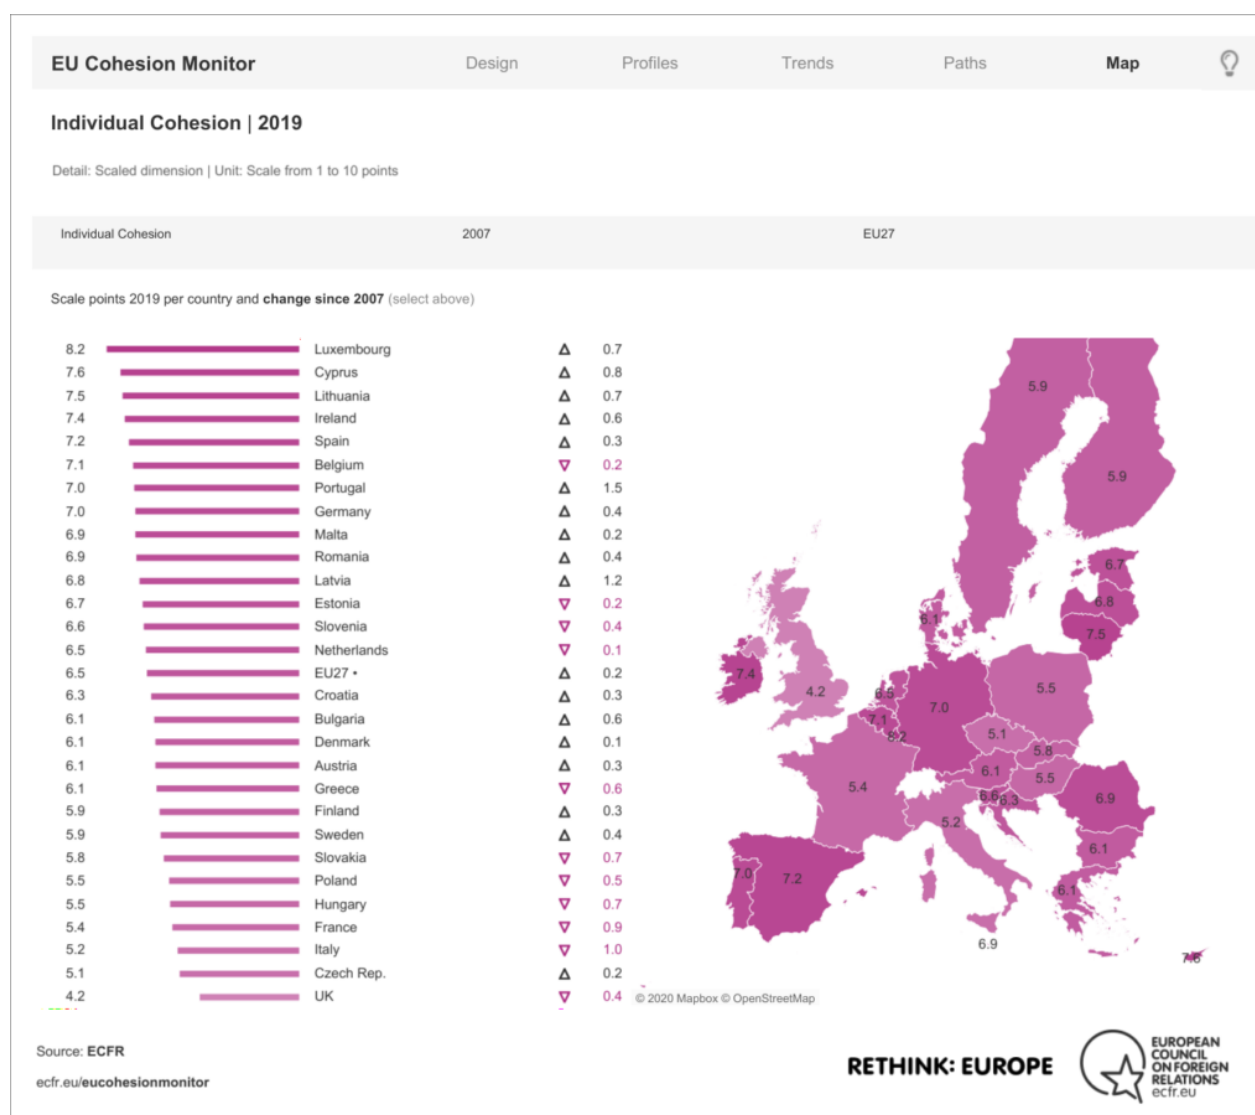 EU Cohesion Monitor Design Profiles Trends Paths Map
Individual Cohesion | 2019
Detail: Scaled dimension | Unit: Scale from 1 to 10 points
Individual Cohesion 2007 EU27
Scale points 2019 per country and change since 2007 (select above)
8.2 Luxembourg △ 0.7
7.6 Cyprus △ 0.8
7.5 Lithuania △ 0.7
7.4 Ireland △ 0.6
7.2 Spain △ 0.3
7.1 Belgium ▽ 0.2
7.0 Portugal △ 1.5
7.0 Germany △ 0.4
6.9 Malta △ 0.2
6.9 Romania △ 0.4
6.8 Latvia △ 1.2
6.7 Estonia ▽ 0.2
6.6 Slovenia ▽ 0.4
6.5 Netherlands ▽ 0.1
6.5 EU27 • △ 0.2
6.3 Croatia △ 0.3
6.1 Bulgaria △ 0.6
6.1 Denmark △ 0.1
6.1 Austria △ 0.3
6.1 Greece ▽ 0.6
5.9 Finland △ 0.3
5.9 Sweden △ 0.4
5.8 Slovakia ▽ 0.7
5.5 Poland ▽ 0.5
5.5 Hungary ▽ 0.7
5.4 France ▽ 0.9
5.2 Italy ▽ 1.0
5.1 Czech Rep. △ 0.2
4.2 UK ▽ 0.4
5.9
5.9
6.7
6.8
6.1
7.5
7.4
5.5
4.2
6.5
7.0
7.1
5.1
8.2
5.8
6.1
5.5
5.4
6.6
6.3
6.9
5.2
6.1
7.0
7.2
6.1
6.9
7.6
© 2020 Mapbox © OpenStreetMap
Source: ECFR
ecfr.eu/eucohesionmonitor
RETHINK: EUROPE
EUROPEAN
COUNCIL
ON FOREIGN
RELATIONS
ecfr.eu